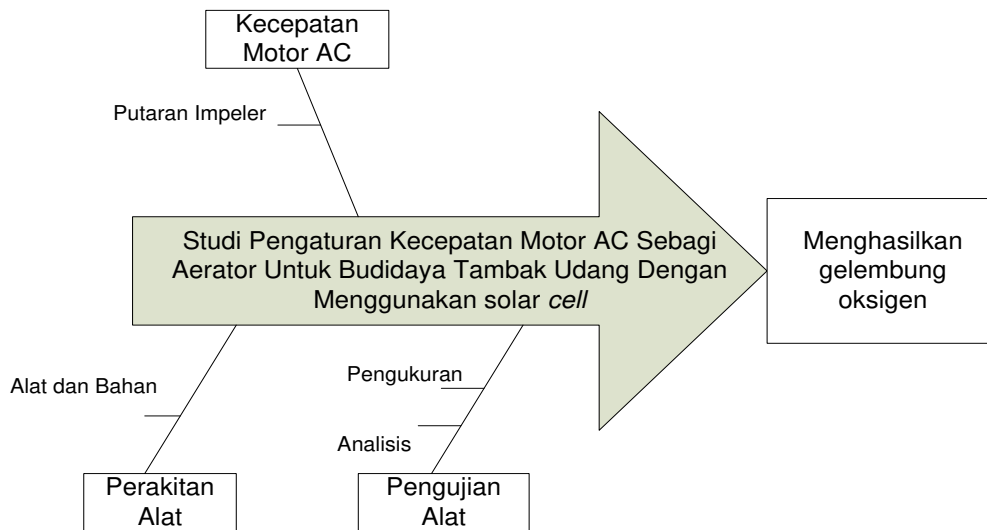 Kecepatan
Motor AC
Putaran Impeler
Studi Pengaturan Kecepatan Motor AC Sebagi
Aerator Untuk Budidaya Tambak Udang Dengan
Menggunakan solar cell
Menghasilkan
gelembung
oksigen
Alat dan Bahan
Pengukuran
Analisis
Perakitan
Alat
Pengujian
Alat